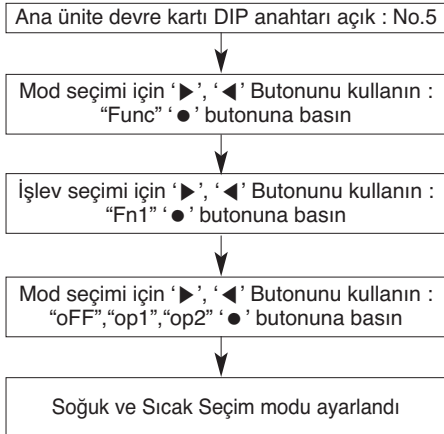 Ana ünite devre kartı DIP anahtarı açık : No.5
Mod seçimi için ‘▶’, ‘◀’ Butonunu kullanın :
“Func” ‘●’ butonuna basın
İşlev seçimi için ‘▶’, ‘◀’ Butonunu kullanın :
“Fn1” ‘●’ butonuna basın
Mod seçimi için ‘▶’, ‘◀’ Butonunu kullanın :
“oFF”,“op1”,“op2” ‘●’ butonuna basın
Soğuk ve Sıcak Seçim modu ayarlandı